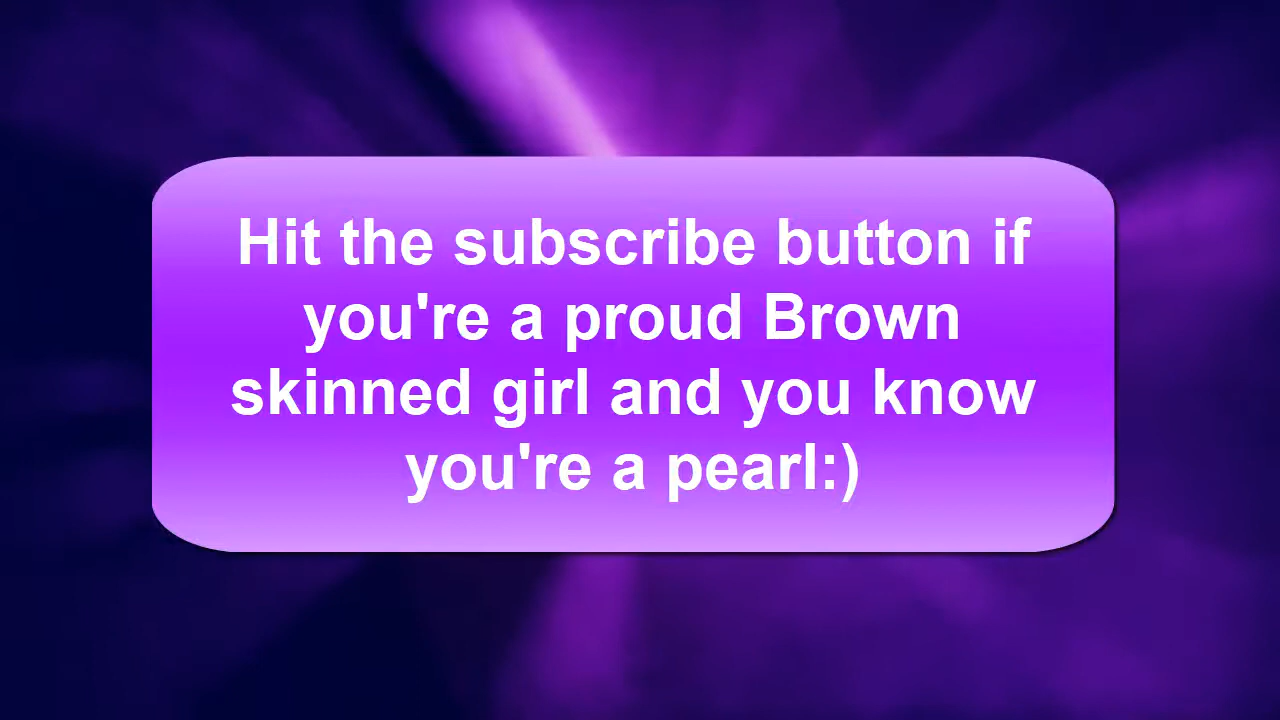 Hit the subscribe button if
you're a proud Brown
skinned girl and you know
you're a pearl:)